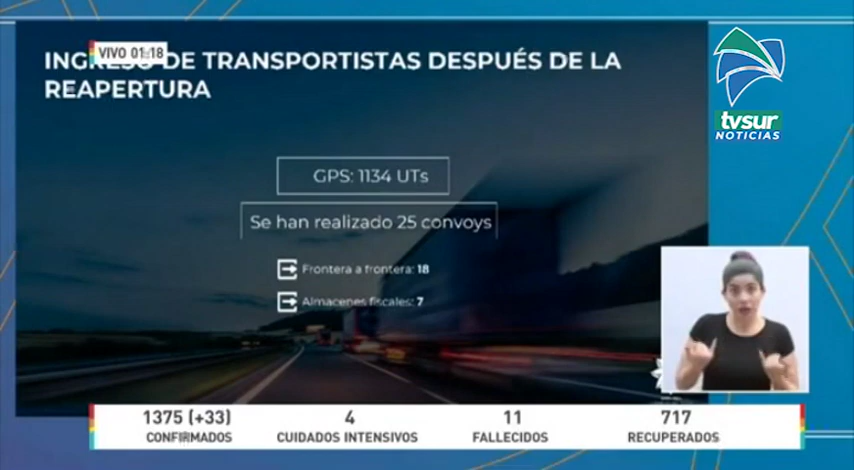 VIVO 01:18
INGRESO DE TRANSPORTISTAS DESPUÉS DE LA
REAPERTURA
tvsur
NOTICIAS
GPS: 1134 UTs
Se han realizado 25 convoys
Frontera a frontera: 18
Almacenes fiscales: 7
1375 (+33) 4 11 717
CONFIRMADOS CUIDADOS INTENSIVOS FALLECIDOS RECUPERADOS